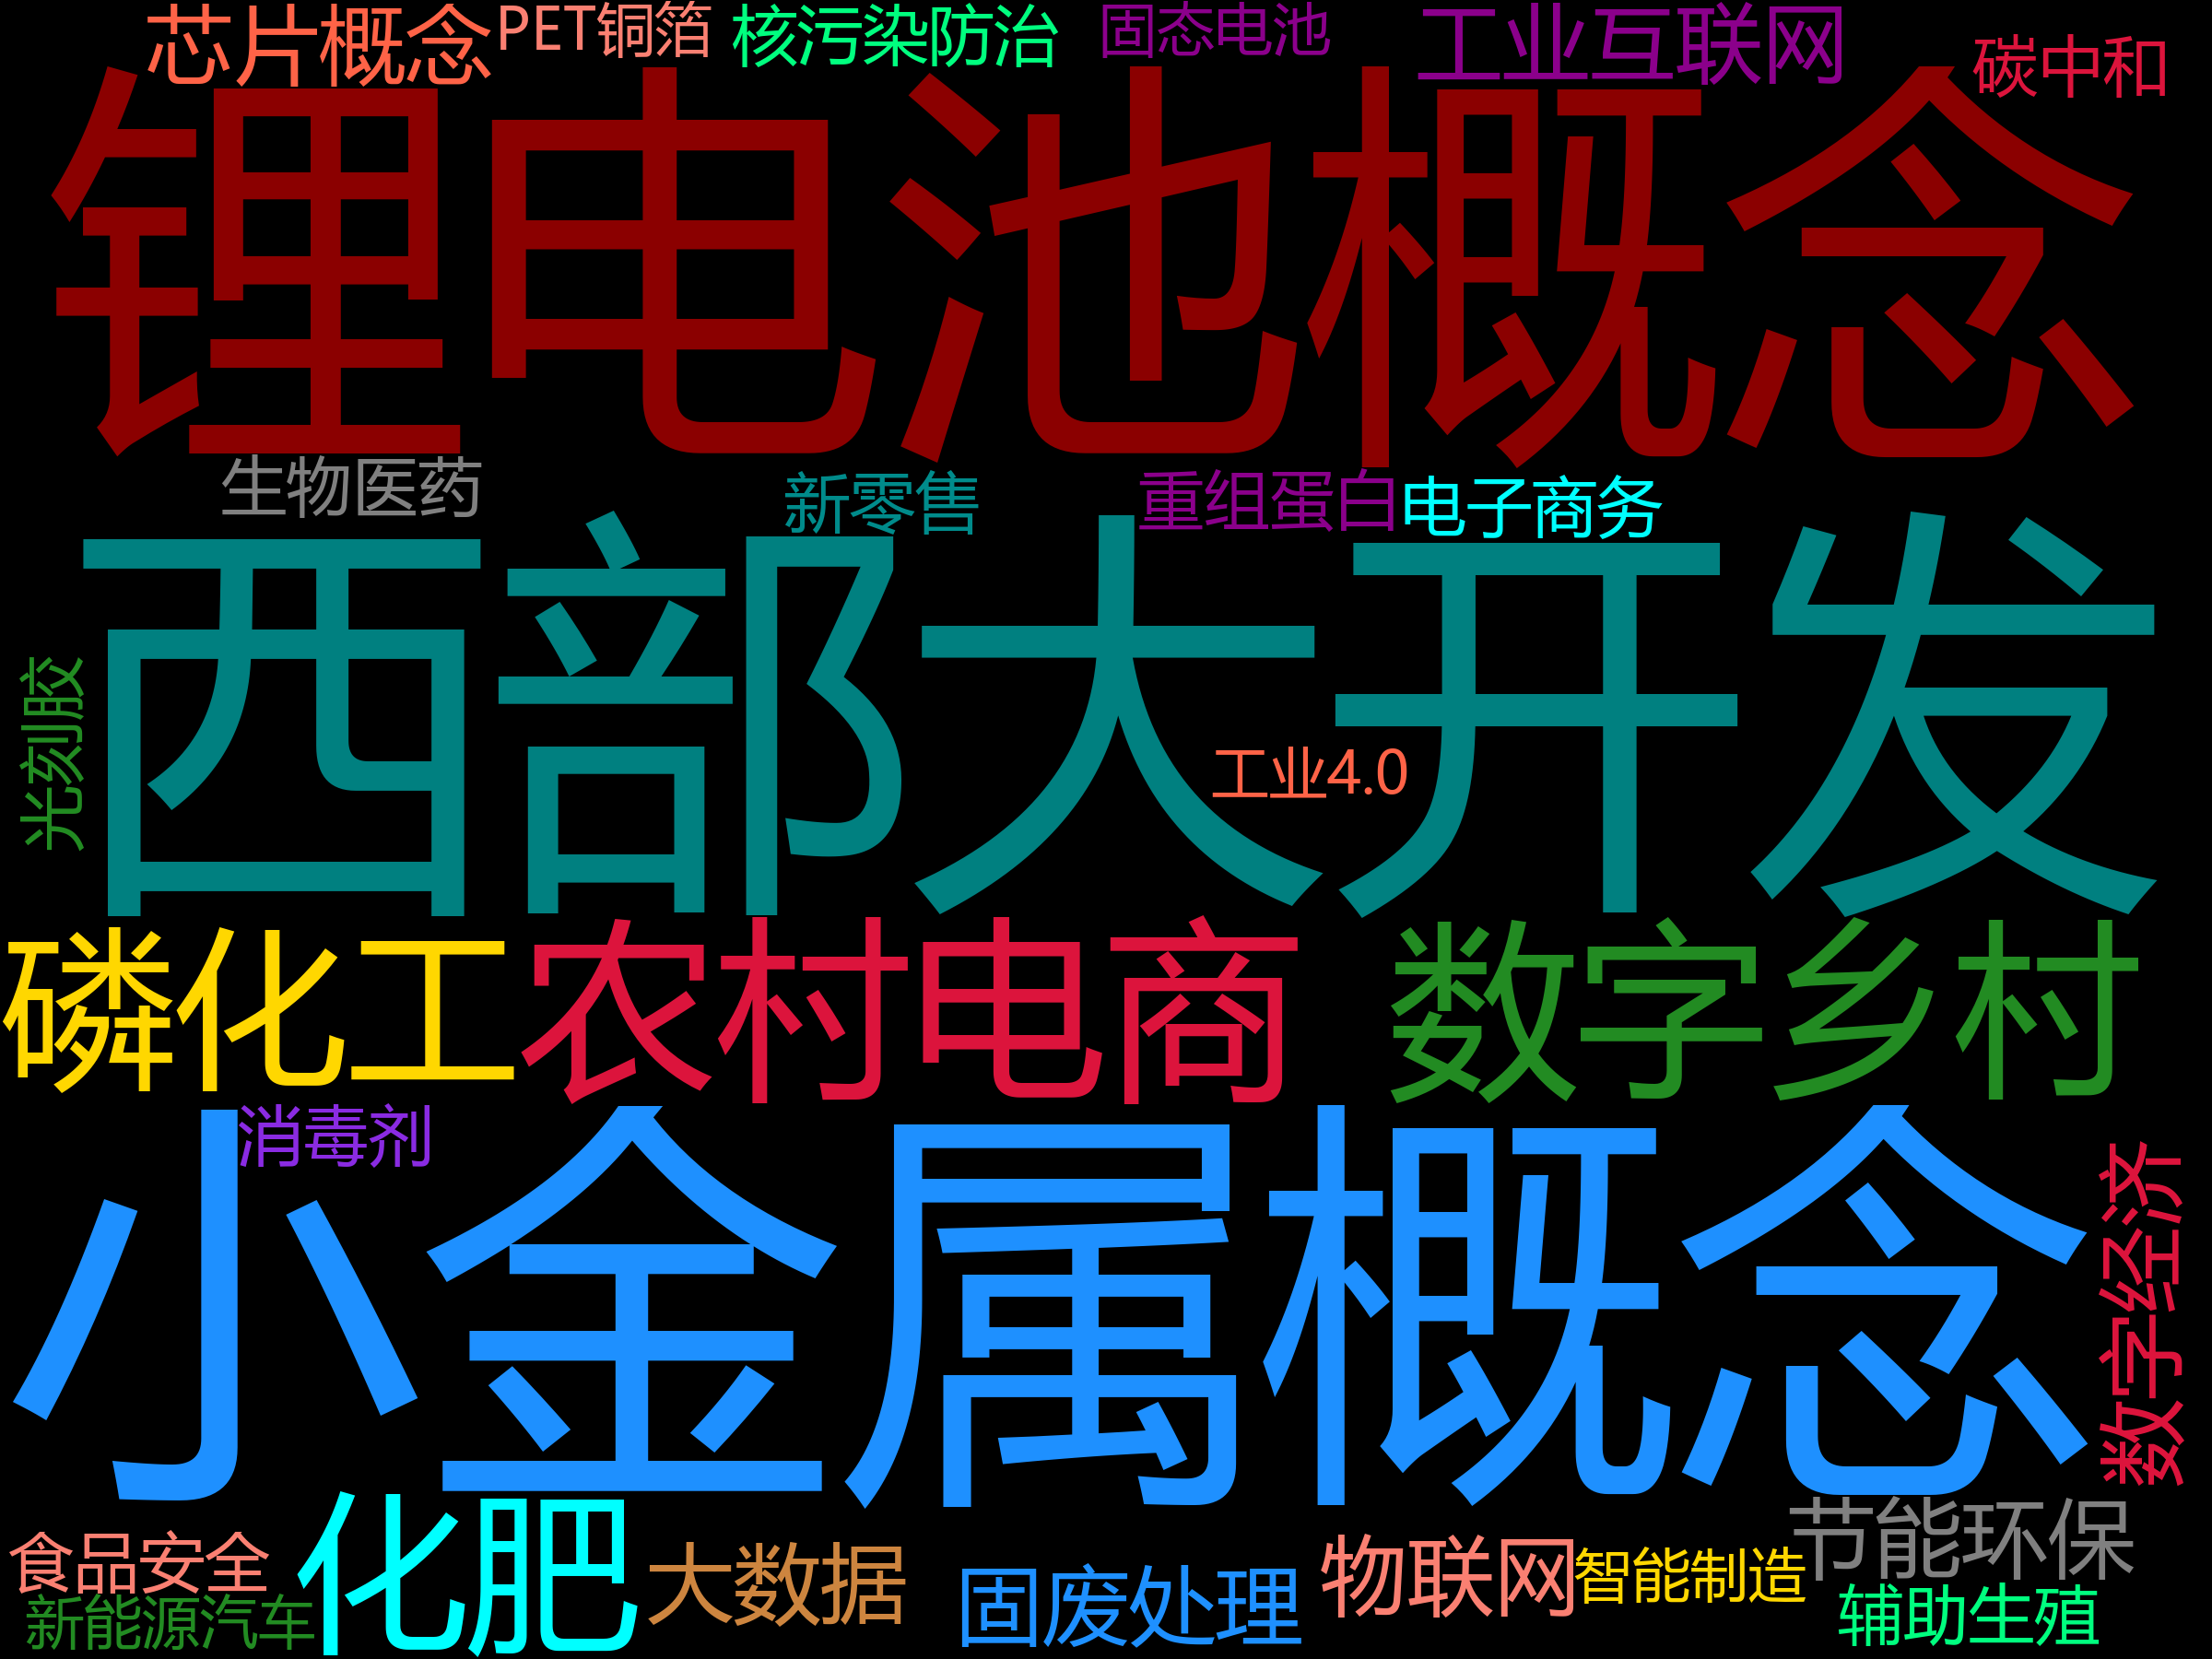 芯片概念
PET铜箔
核污染防治
固态电池
工业互联网
碳中和
锂电池概念
生物医药
新零售
重组蛋白
电子商务
西部大开发
光刻胶
工业4.0
磷化工
农村电商
数字乡村
消毒剂
小金属概念
数字经济
食品安全
化肥
大数据
固废处理
物联网
智能制造
节能环保
新能源汽车
辅助生殖